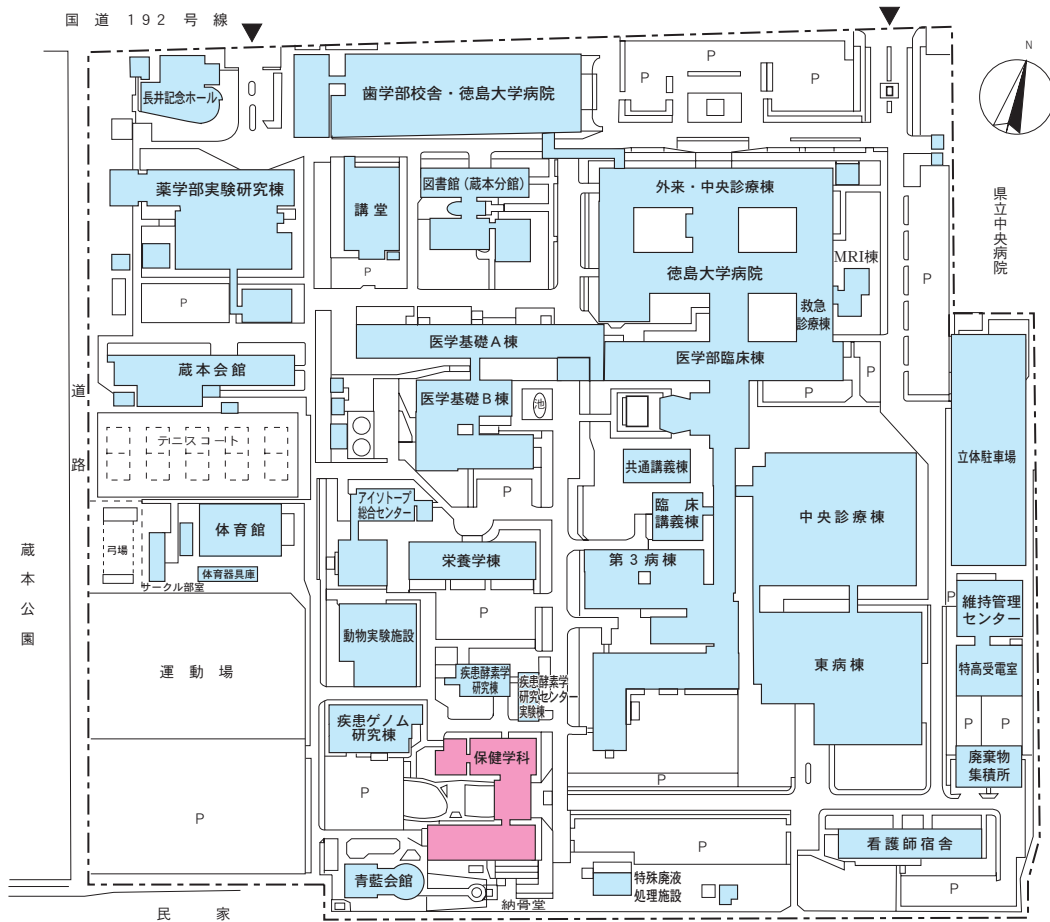 国道192号線
N
P
P
長井記念ホール
歯学部校舎・徳島大学病院
薬学部実験研究棟
図書館(蔵本分館)
外来・中央診療棟
講堂
県立中央病院
MRI棟
徳島大学病院
P
P
P
救急
診療棟
医学基礎A棟
医学部臨床棟
蔵本会館
P
P
道路
医学基礎B棟
池
テニスコート
共通講義棟
立体駐車場
P
アイソトープ
総合センター
臨床
講義棟
中央診療棟
体育館
弓場
蔵本公園
栄養学棟
第3病棟
体育器具庫
サークル部室
P
維持管理
センター
P
動物実験施設
東病棟
運動場
疾患酵素学
研究棟
疾患酵素学
研究センター
実験棟
特高受電室
疾患ゲノム
研究棟
P
P
保健学科
廃棄物
集積所
P
P
P
P
看護師宿舎
青藍会館
特殊廃液
処理施設
P
納骨堂
民家